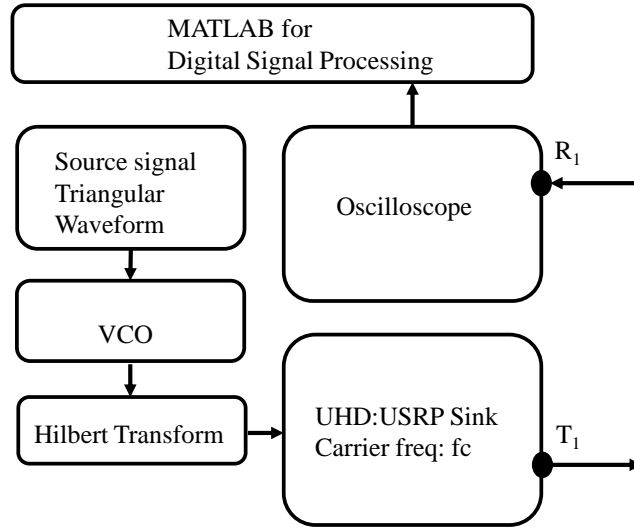 MATLAB for
Digital Signal Processing
Source signal
Triangular
Waveform
Oscilloscope
R1
VCO
Hilbert Transform
UHD:USRP Sink
Carrier freq: fc
T1